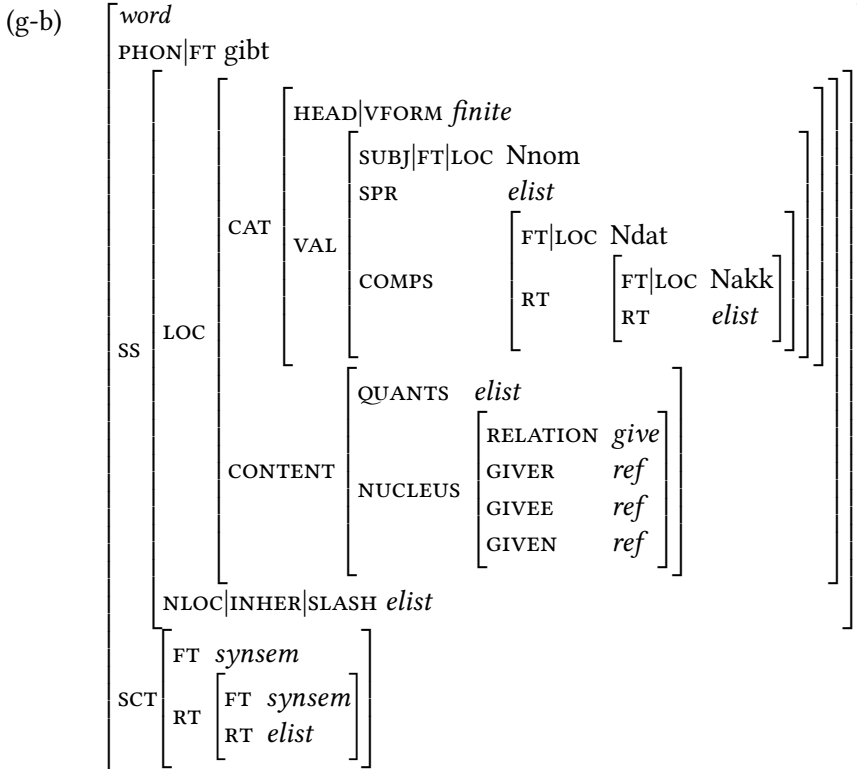 (g-b)
word
PHON|FT gibt
HEAD|VFORM finite
SUBJ|FT|LOC Nnom
SPR elist
CAT
FT|LOC Ndat
VAL
COMPS
FT|LOC Nakk
RT
RT elist
LOC
SS
QUANTS elist
RELATION give
CONTENT
GIVER ref
NUCLEUS
GIVEE ref
GIVEN ref
NLOC|INHER|SLASH elist
FT synsem
SCT
FT synsem
RT
RT elist